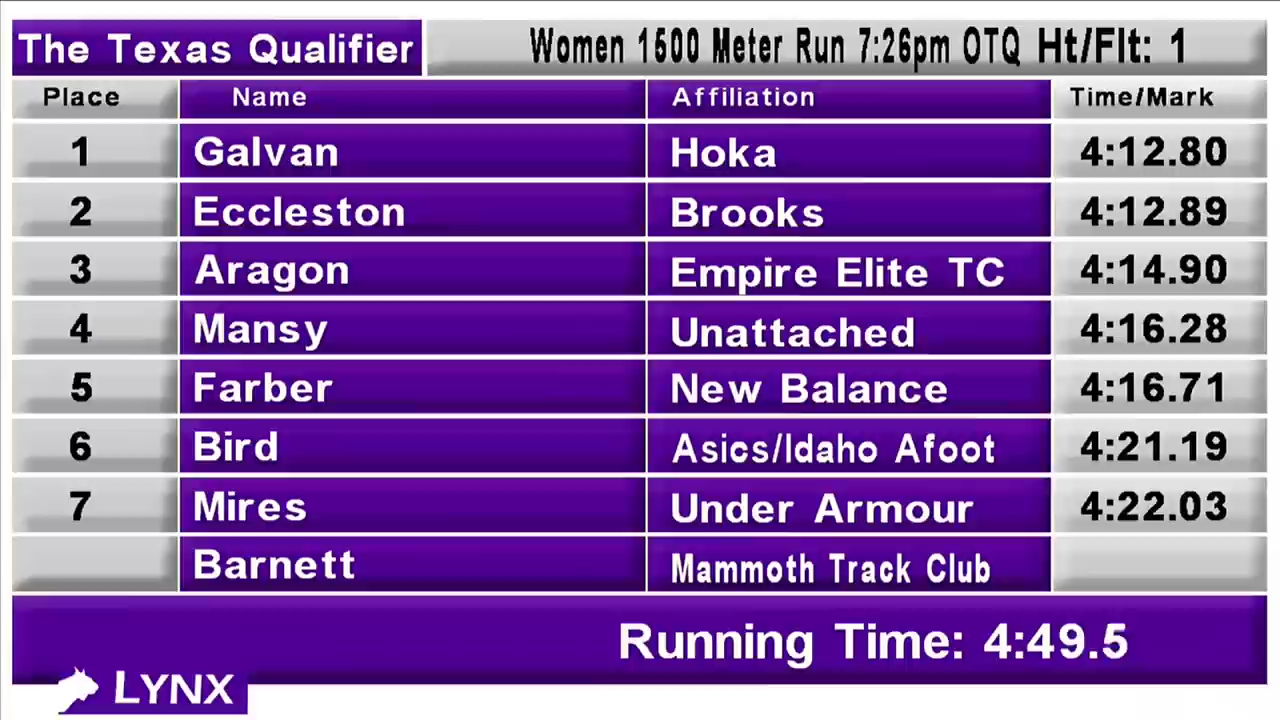 The Texas Qualifier Women 1500 Meter Run 7:26pm OTQ Ht/Flt: 1
Place Name Affiliation Time/Mark
1 Galvan Hoka 4:12.80
2 Eccleston Brooks 4:12.89
3 Aragon Empire Elite TC 4:14.90
4 Mansy Unattached 4:16.28
5 Farber New Balance 4:16.71
6 Bird Asics/Idaho Afoot 4:21.19
7 Mires Under Armour 4:22.03
Barnett Mammoth Track Club
Running Time: 4:49.5
LYNX